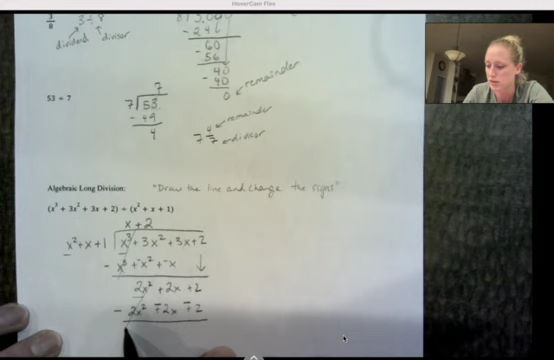 HoverCam Flex
3/8 3 ÷ 8
dividend divisor
8 3.000
- 24
60
- 56
40
- 40
0 remainder
53 ÷ 7
7
7 53
- 49
4
7 4/7 remainder
divisor
Algebraic Long Division: "Draw the line and change the signs"
(x³ + 3x² + 3x + 2) ÷ (x² + x + 1)
x + 2
x² + x + 1 x³ + 3x² + 3x + 2
- x³ + x² + x
2x² + 2x + 2
- 2x² + 2x + 2